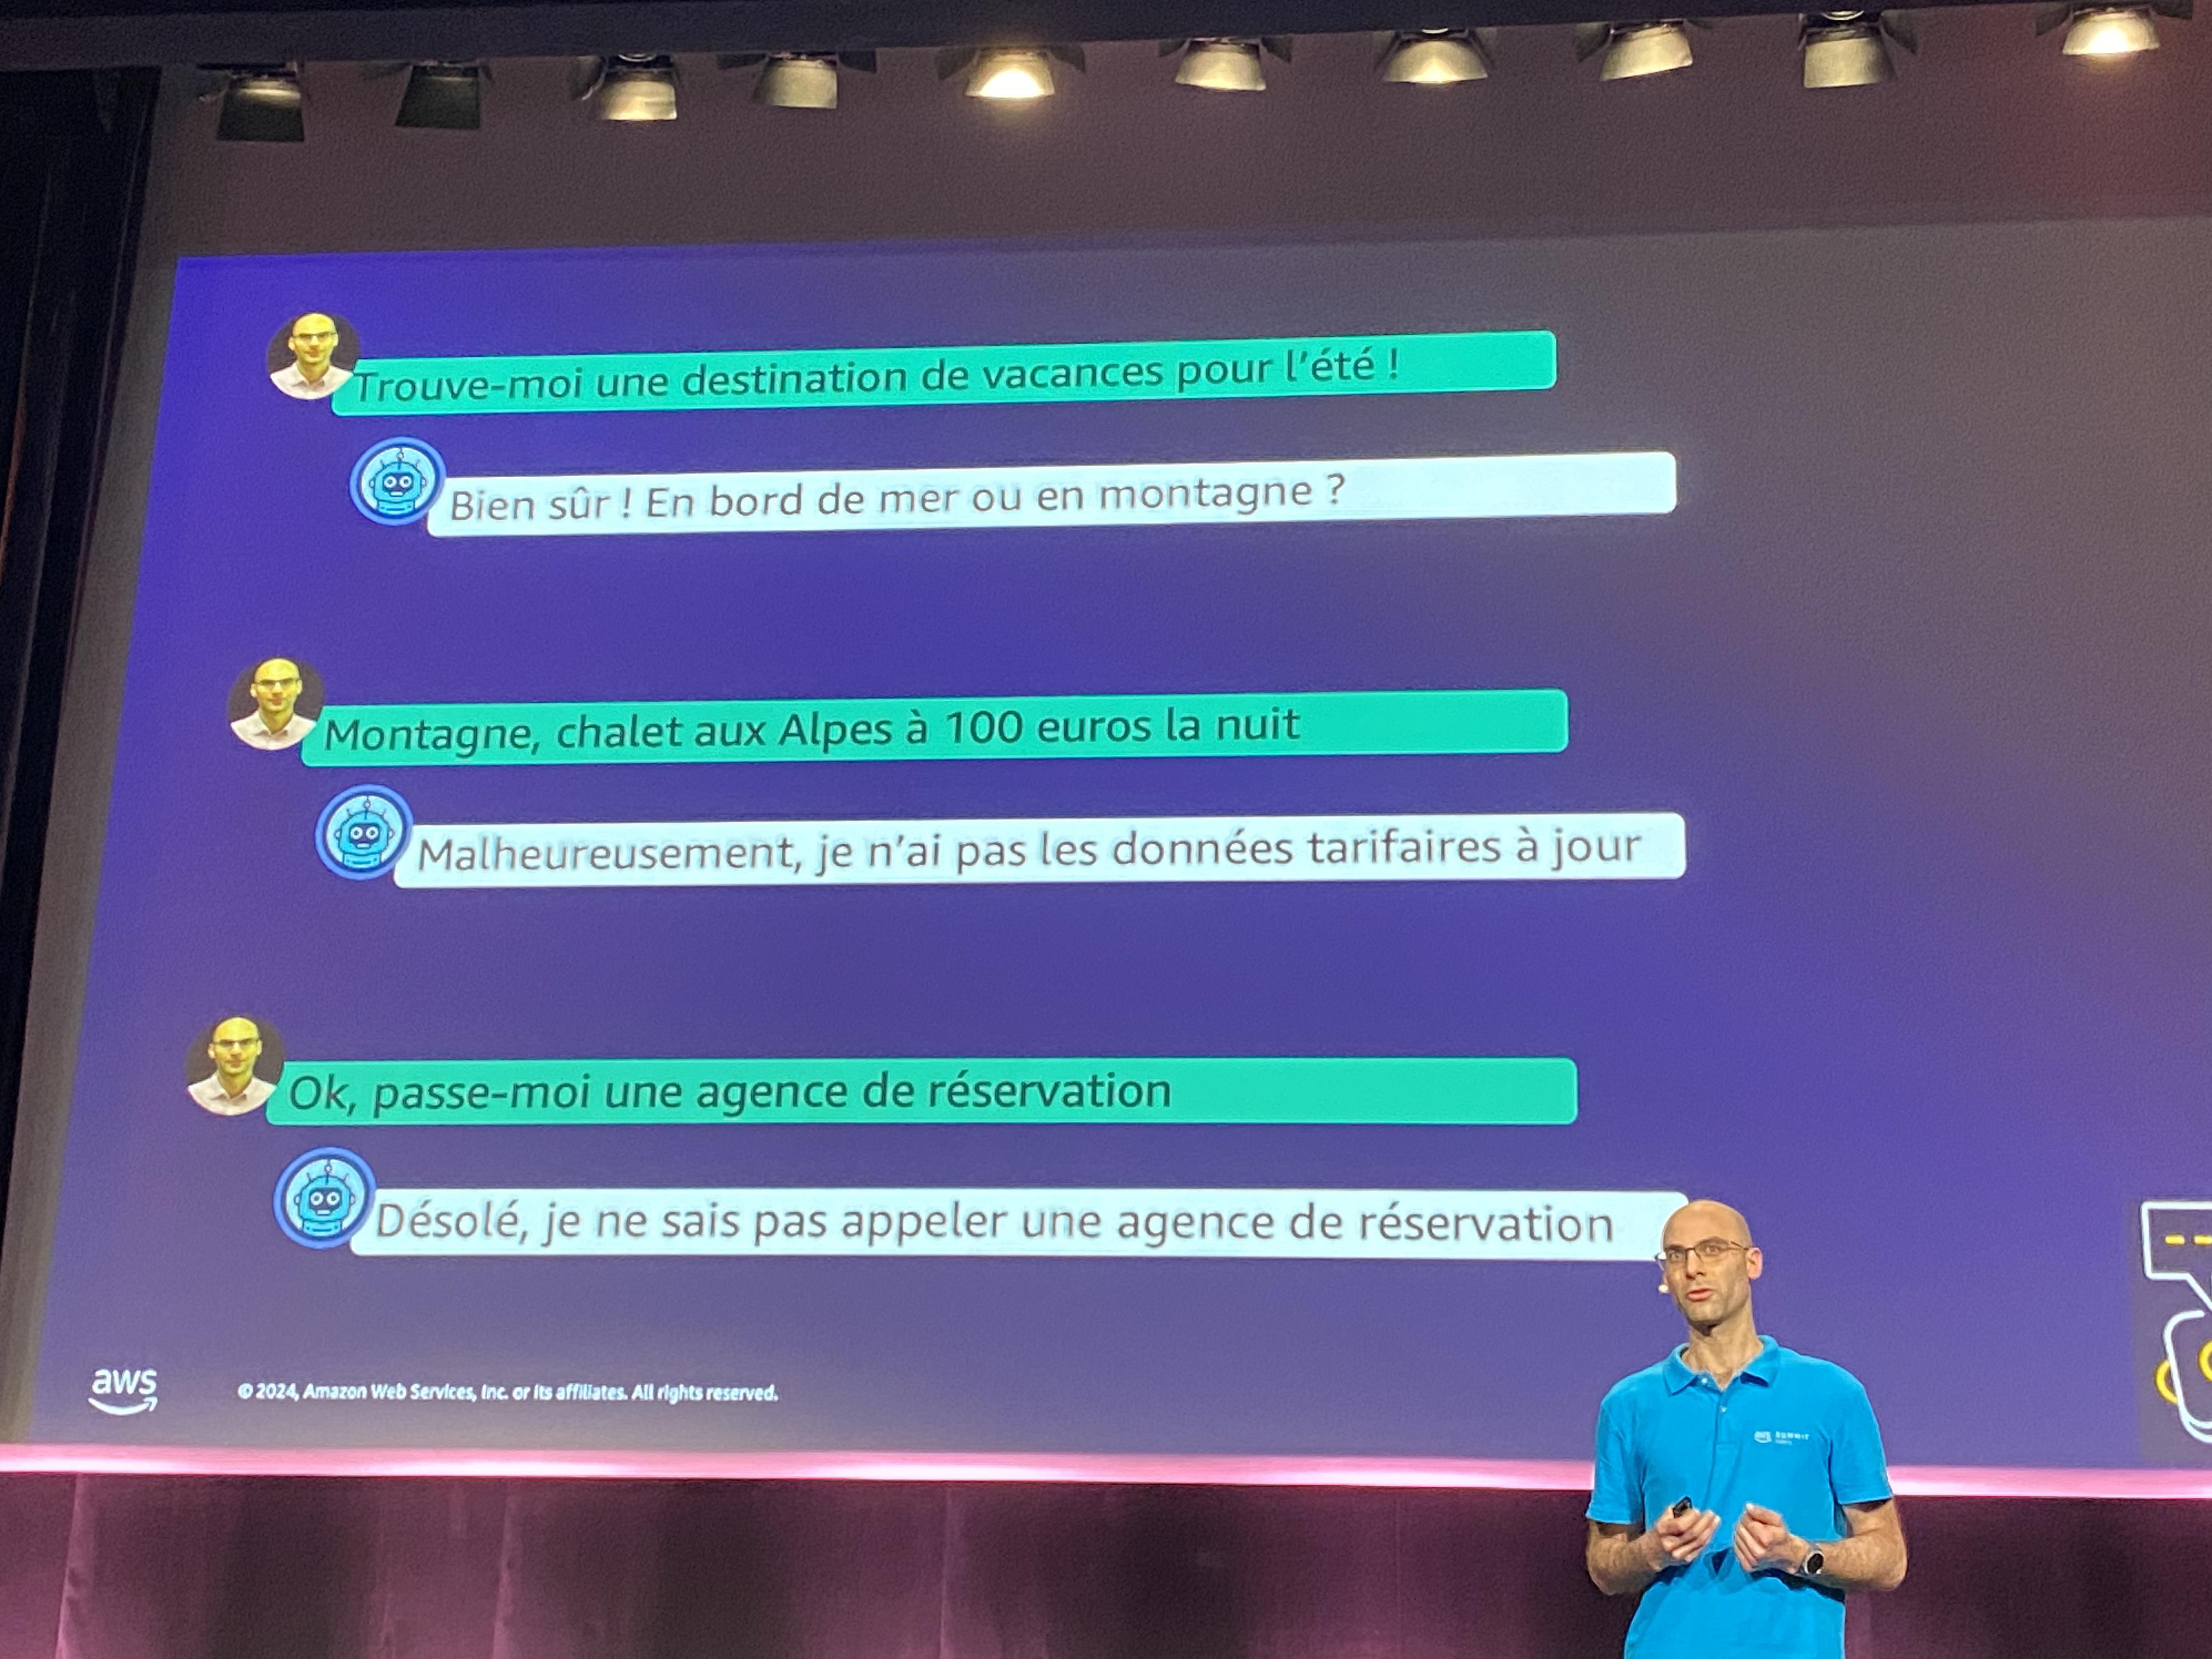 Trouve-moi une destination de vacances pour l'été !
Bien sûr ! En bord de mer ou en montagne ?
Montagne, chalet aux Alpes à 100 euros la nuit
Malheureusement, je n'ai pas les données tarifaires à jour
Ok, passe-moi une agence de réservation
Désolé, je ne sais pas appeler une agence de réservation
aws
© 2024, Amazon Web Services, Inc. or its affiliates. All rights reserved.
aws SUMMIT